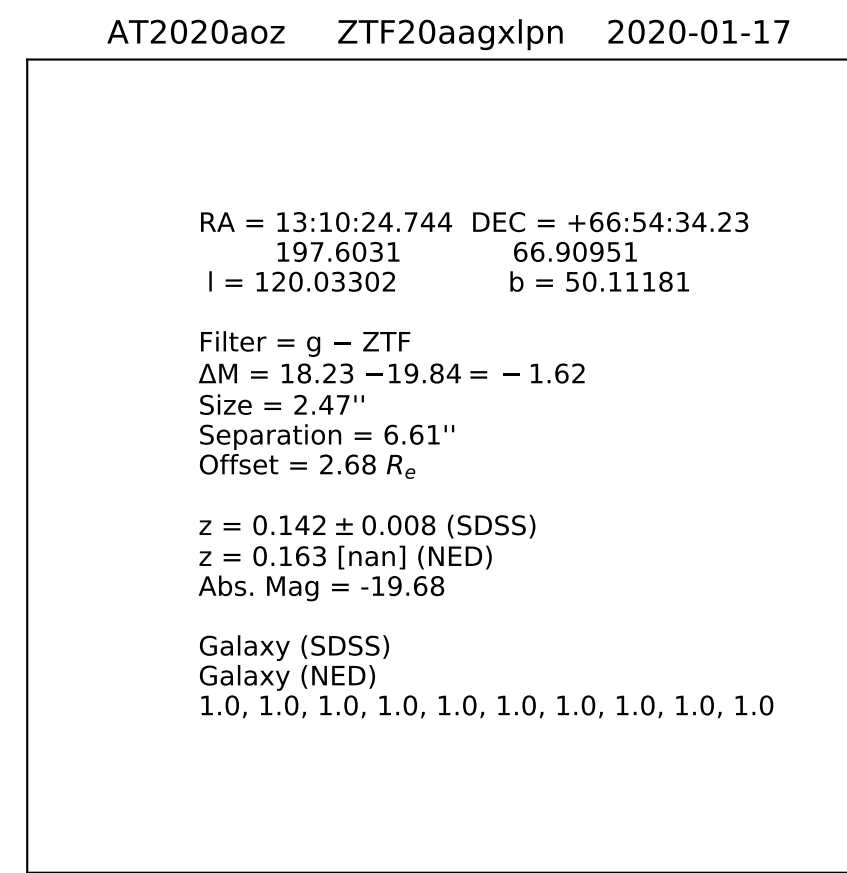 AT2020aoz ZTF20aagxlpn 2020-01-17
RA = 13:10:24.744 DEC = +66:54:34.23
197.6031 66.90951
l = 120.03302 b = 50.11181
Filter = g − ZTF
ΔM = 18.23 −19.84 = − 1.62
Size = 2.47''
Separation = 6.61''
Offset = 2.68 Rₑ
z = 0.142 ± 0.008 (SDSS)
z = 0.163 [nan] (NED)
Abs. Mag = -19.68
Galaxy (SDSS)
Galaxy (NED)
1.0, 1.0, 1.0, 1.0, 1.0, 1.0, 1.0, 1.0, 1.0, 1.0